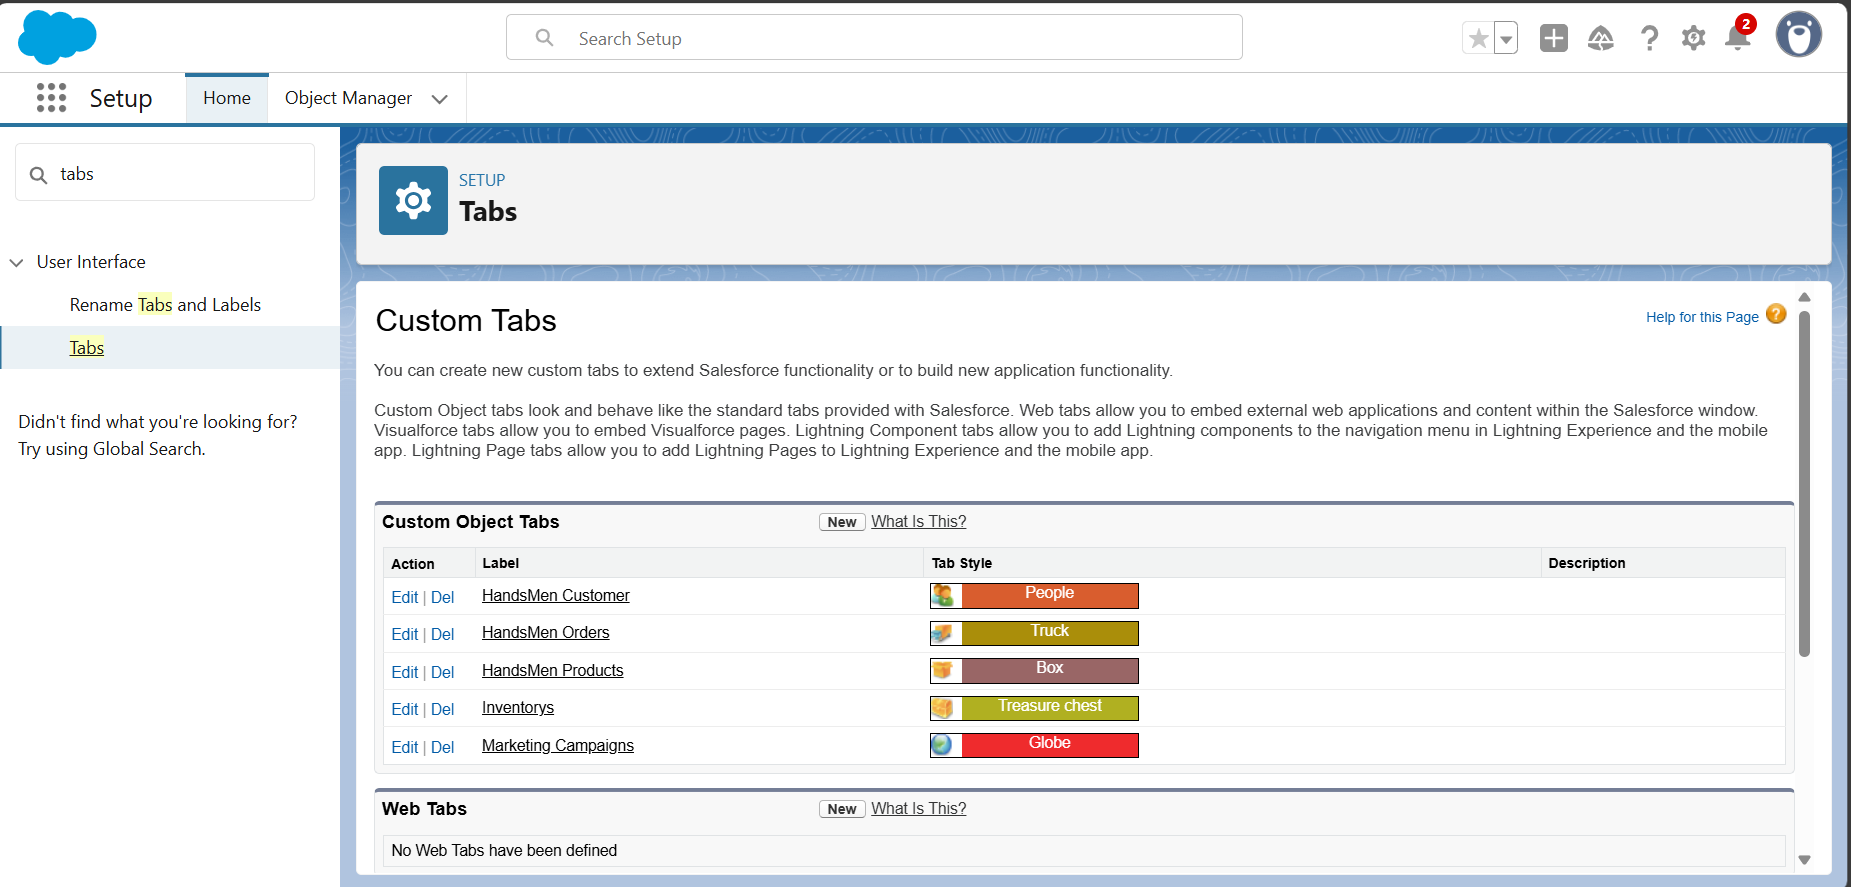 Search Setup
2
Setup
Home
Object Manager
tabs
User Interface
Rename Tabs and Labels
Tabs
Didn't find what you're looking for?
Try using Global Search.
SETUP
Tabs
Custom Tabs
Help for this Page
You can create new custom tabs to extend Salesforce functionality or to build new application functionality.
Custom Object tabs look and behave like the standard tabs provided with Salesforce. Web tabs allow you to embed external web applications and content within the Salesforce window.
Visualforce tabs allow you to embed Visualforce pages. Lightning Component tabs allow you to add Lightning components to the navigation menu in Lightning Experience and the mobile
app. Lightning Page tabs allow you to add Lightning Pages to Lightning Experience and the mobile app.
Custom Object Tabs New What Is This?
Action Label Tab Style Description
Edit | Del HandsMen Customer People
Edit | Del HandsMen Orders Truck
Edit | Del HandsMen Products Box
Edit | Del Inventorys Treasure chest
Edit | Del Marketing Campaigns Globe
Web Tabs New What Is This?
No Web Tabs have been defined